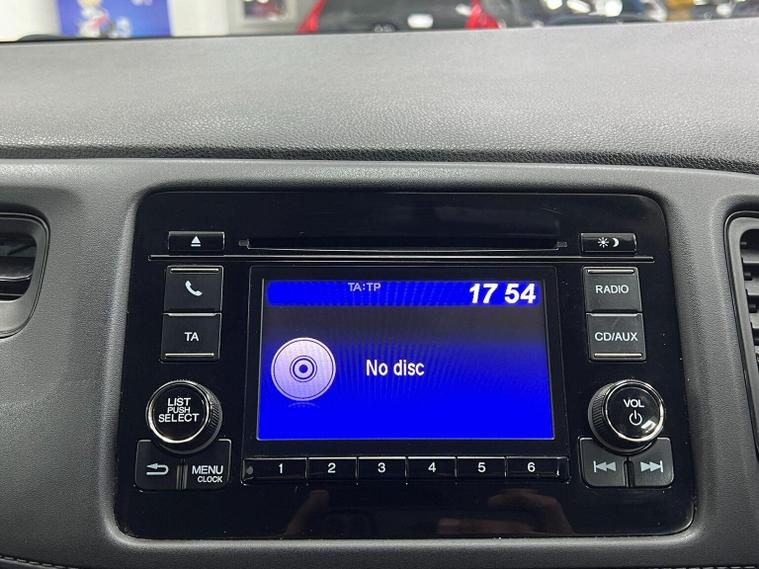 TA:TP
17 54
No disc
TA
RADIO
CD/AUX
LIST
PUSH
SELECT
VOL
MENU
CLOCK
1 2 3 4 5 6